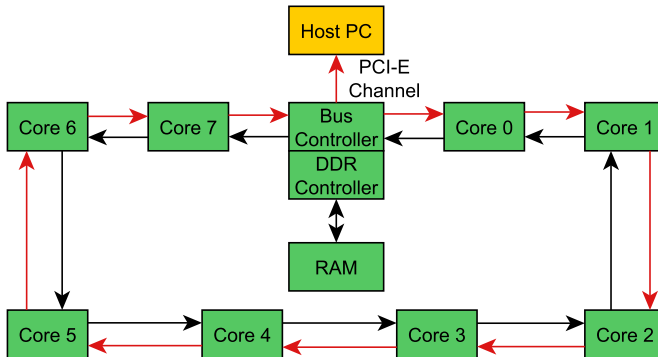 Host PC
PCI-E
Channel
Core 6
Core 7
Bus
Controller
Core 0
Core 1
DDR
Controller
RAM
Core 5
Core 4
Core 3
Core 2